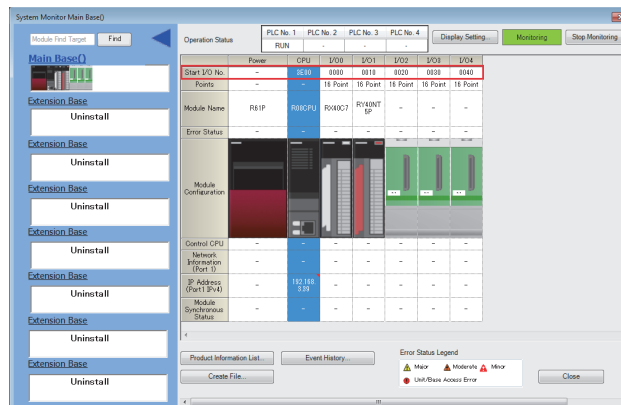 System Monitor Main Base()
Module Find Target Find
Operation Status
PLC No. 1 PLC No. 2 PLC No. 3 PLC No. 4
RUN - - -
Display Setting...
Monitoring
Stop Monitoring
Main Base()
Extension Base
Uninstall
Extension Base
Uninstall
Extension Base
Uninstall
Extension Base
Uninstall
Extension Base
Uninstall
Extension Base
Uninstall
Extension Base
Uninstall
Power CPU I/O0 I/O1 I/O2 I/O3 I/O4
Start I/O No. - 3E00 0000 0010 0020 0030 0040
Points - - 16 Point 16 Point 16 Point 16 Point 16 Point
Module Name R61P R00CPU RX40C7 RY40NT5P - - -
Error Status - - - - - - -
Module Configuration
Control CPU - - - - - - -
Network Information (Port 1) - - - - - - -
IP Address (Port1 IPv4) - 192.168.3.39 - - - - -
Module Synchronous Status - - - - - - -
Product Information List...
Event History...
Create File...
Error Status Legend
Major Moderate Minor
Unit/Base Access Error
Close